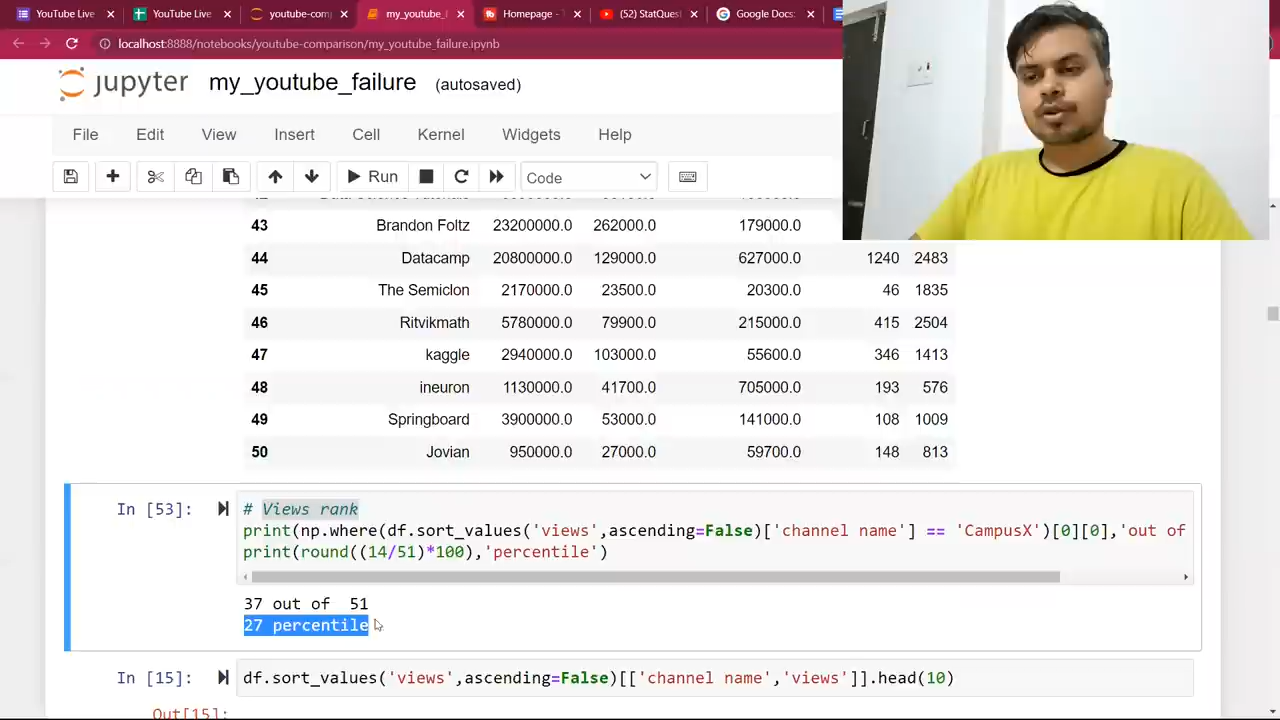 YouTube Live
YouTube Live
youtube-com
my_youtube_
Homepage - T
(52) StatQues
Google Docs:
localhost:8888/notebooks/youtube-comparison/my_youtube_failure.ipynb
jupyter my_youtube_failure (autosaved)
File Edit View Insert Cell Kernel Widgets Help
Run Code
43 Brandon Foltz 23200000.0 262000.0 179000.0
44 Datacamp 20800000.0 129000.0 627000.0 1240 2483
45 The Semiclon 2170000.0 23500.0 20300.0 46 1835
46 Ritvikmath 5780000.0 79900.0 215000.0 415 2504
47 kaggle 2940000.0 103000.0 55600.0 346 1413
48 ineuron 1130000.0 41700.0 705000.0 193 576
49 Springboard 3900000.0 53000.0 141000.0 108 1009
50 Jovian 950000.0 27000.0 59700.0 148 813
In [53]: # Views rank
print(np.where(df.sort_values('views',ascending=False)['channel name'] == 'CampusX')[0][0],'out of
print(round((14/51)*100),'percentile')
37 out of  51
27 percentile
In [15]: df.sort_values('views',ascending=False)[['channel name','views']].head(10)
Out[15]: